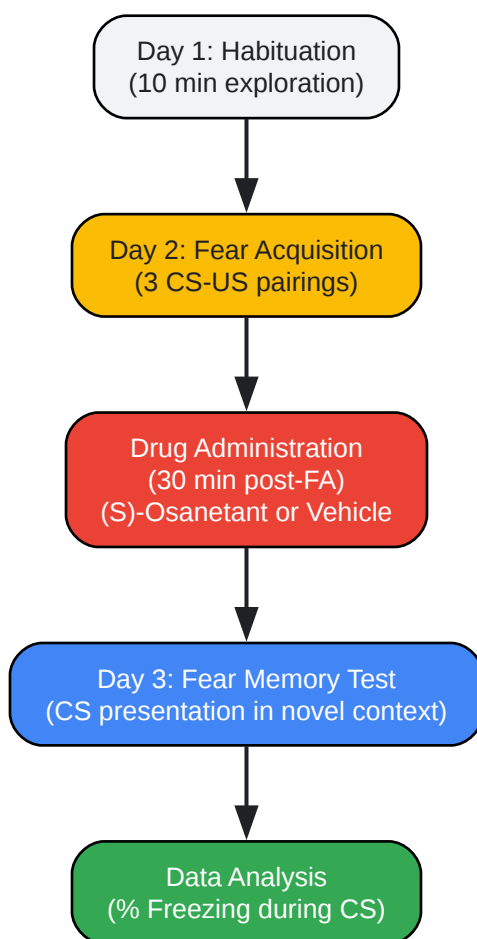 Day 1: Habituation
(10 min exploration)
Day 2: Fear Acquisition
(3 CS-US pairings)
Drug Administration
(30 min post-FA)
(S)-Osanetant or Vehicle
Day 3: Fear Memory Test
(CS presentation in novel context)
Data Analysis
(% Freezing during CS)